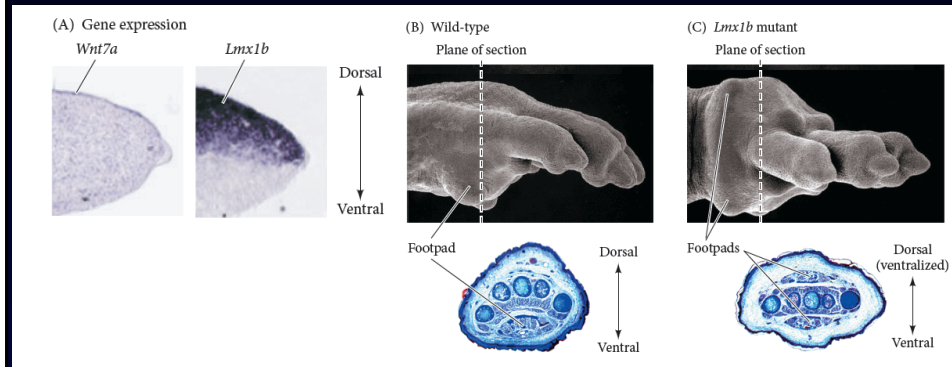 (A) Gene expression
Wnt7a
Lmx1b
Dorsal
Ventral
(B) Wild-type
Plane of section
Footpad
Dorsal
Ventral
(C) Lmx1b mutant
Plane of section
Footpads
Dorsal
(ventralized)
Ventral